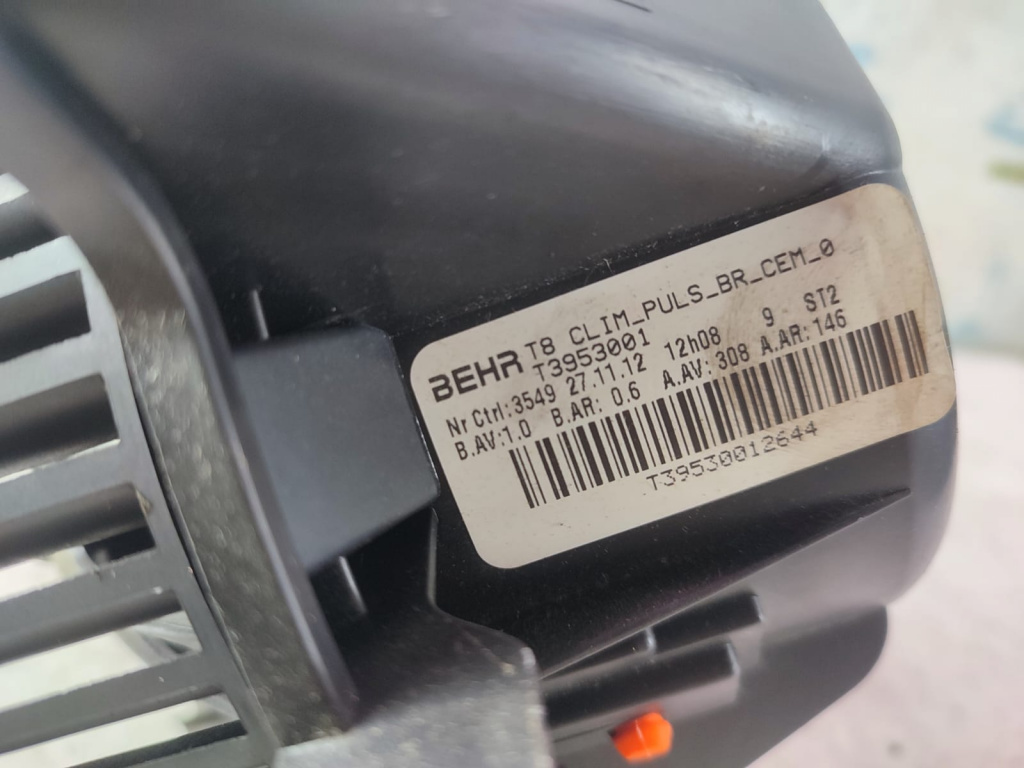 BEHR T8 CLIM_PULS_BR_CEM_0
T3953001
Nr Ctrl:3549 27.11.12 12h08 9 ST2
B.AV:1.0 B.AR: 0.6 A.AV:308 A.AR:146
T39530012644